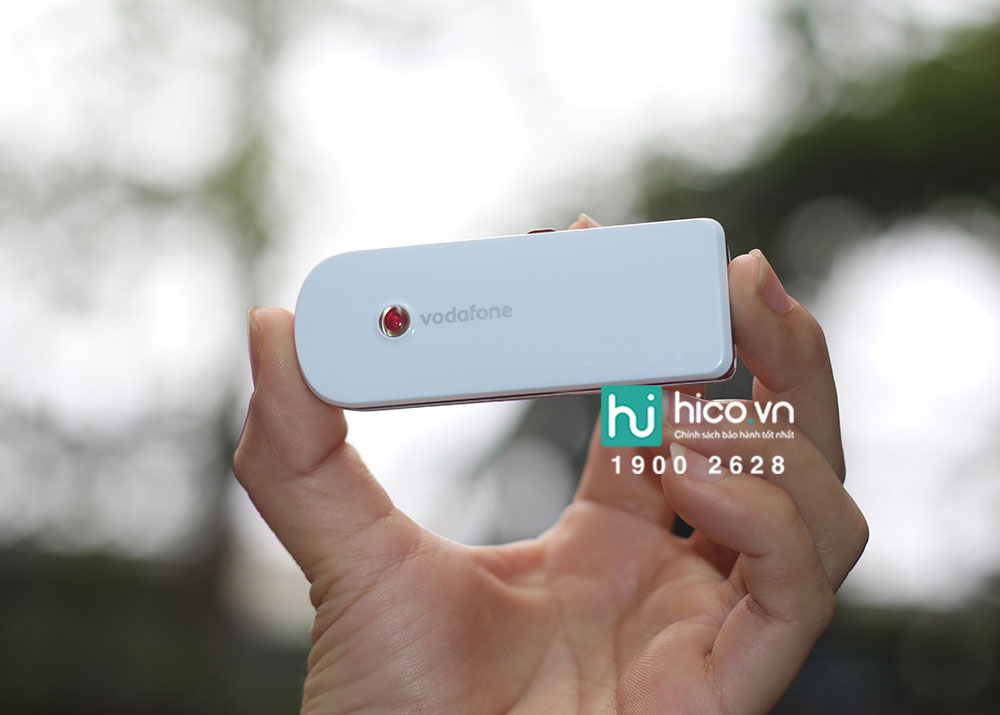 vodafone
hico.vn
Chính sách bảo hành tốt nhất
1900 2628